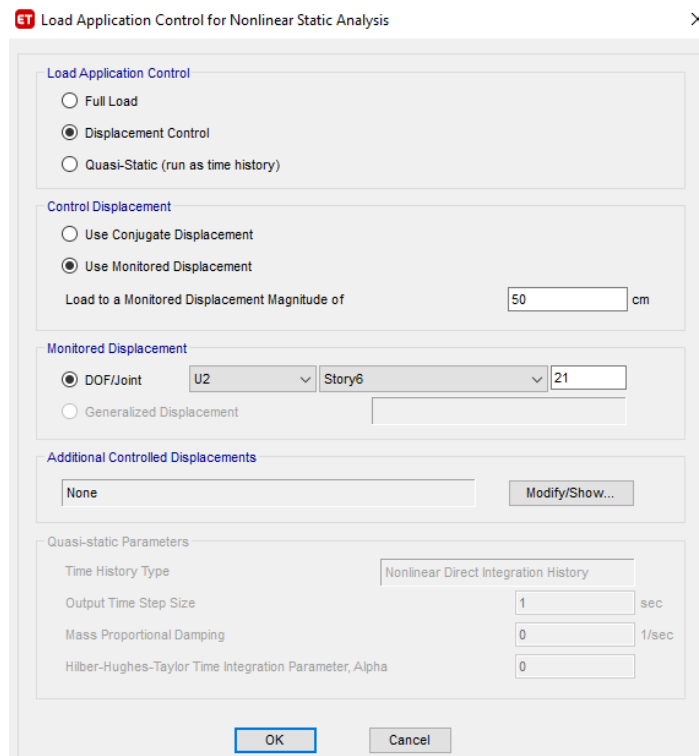 ET Load Application Control for Nonlinear Static Analysis
Load Application Control
Full Load
Displacement Control
Quasi-Static (run as time history)
Control Displacement
Use Conjugate Displacement
Use Monitored Displacement
Load to a Monitored Displacement Magnitude of 50 cm
Monitored Displacement
DOF/Joint U2 Story6 21
Generalized Displacement
Additional Controlled Displacements
None Modify/Show...
Quasi-static Parameters
Time History Type Nonlinear Direct Integration History
Output Time Step Size 1 sec
Mass Proportional Damping 0 1/sec
Hilber-Hughes-Taylor Time Integration Parameter, Alpha 0
OK Cancel